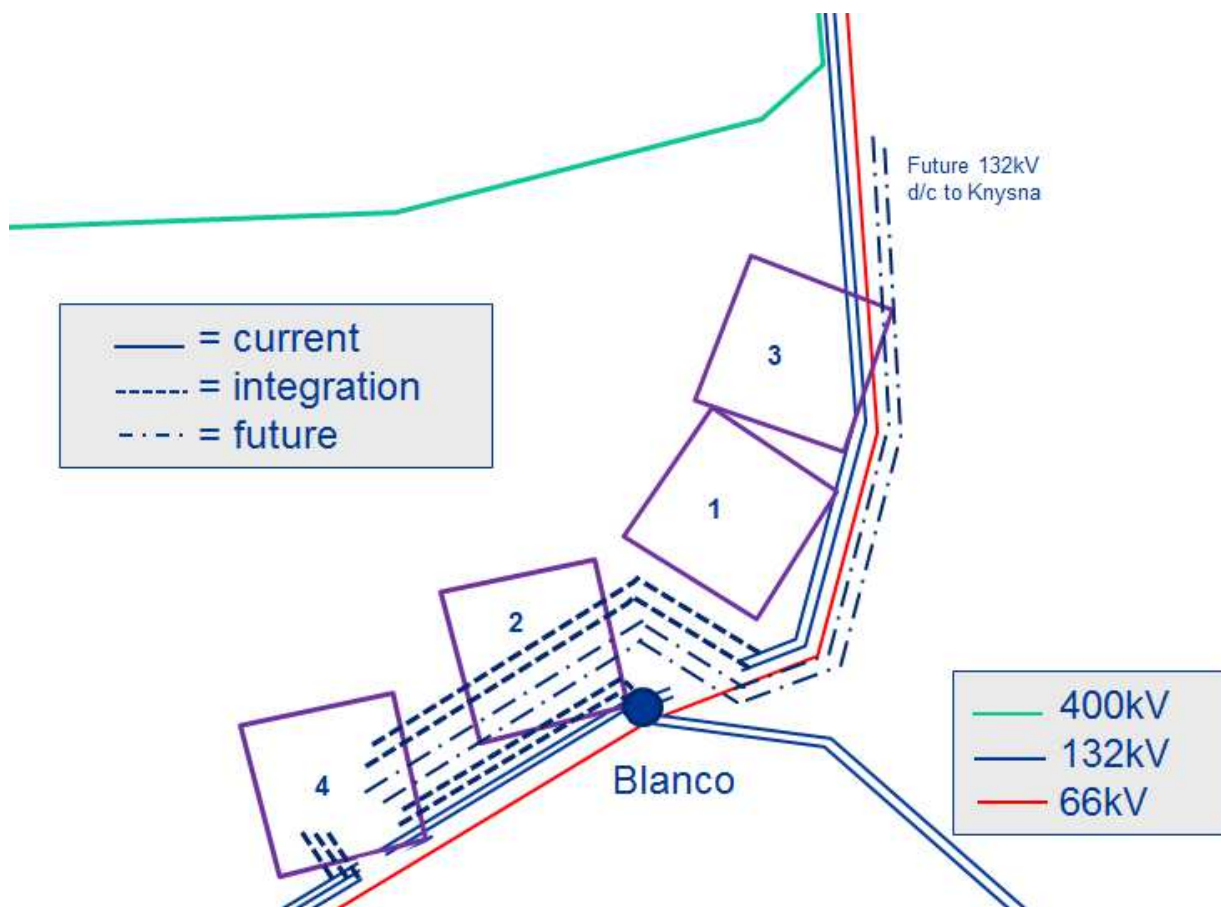 Future 132kV
d/c to Knysna
= current
= integration
= future
3
1
2
4
Blanco
400kV
132kV
66kV